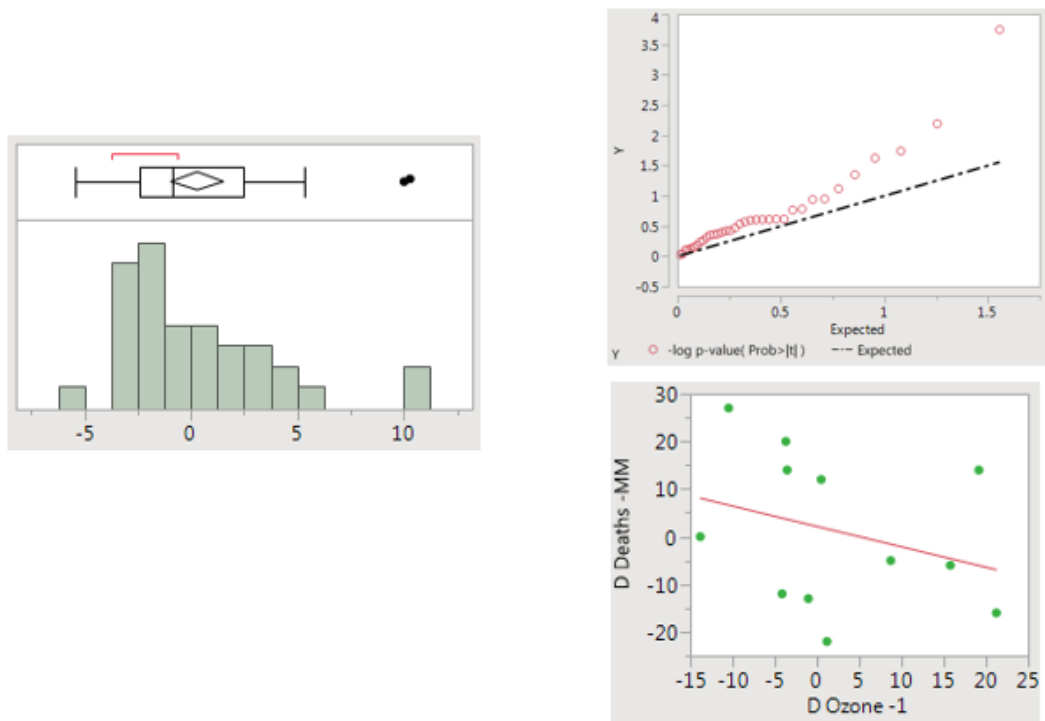 -5 0 5 10
4
3.5
3
2.5
2
1.5
1
0.5
0
-0.5
Y
0 0.5 1 1.5
Expected
Y -log p-value( Prob>|t| ) Expected
30
20
10
0
-10
-20
D Deaths -MM
-15 -10 -5 0 5 10 15 20 25
D Ozone -1